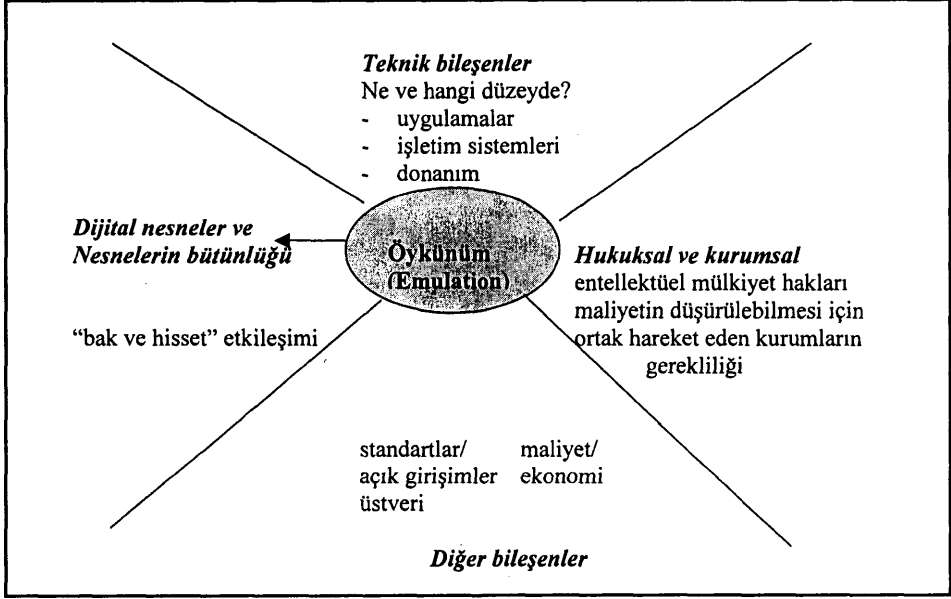 Teknik bileşenler
Ne ve hangi düzeyde?
- uygulamalar
- işletim sistemleri
- donanım
Dijital nesneler ve
Nesnelerin bütünlüğü
"bak ve hisset" etkileşimi
Öykünüm
(Emulation)
Hukuksal ve kurumsal
entellektüel mülkiyet hakları
maliyetin düşürülebilmesi için
ortak hareket eden kurumların
gerekliliği
standartlar/ maliyet/
açık girişimler ekonomi
üstveri
Diğer bileşenler